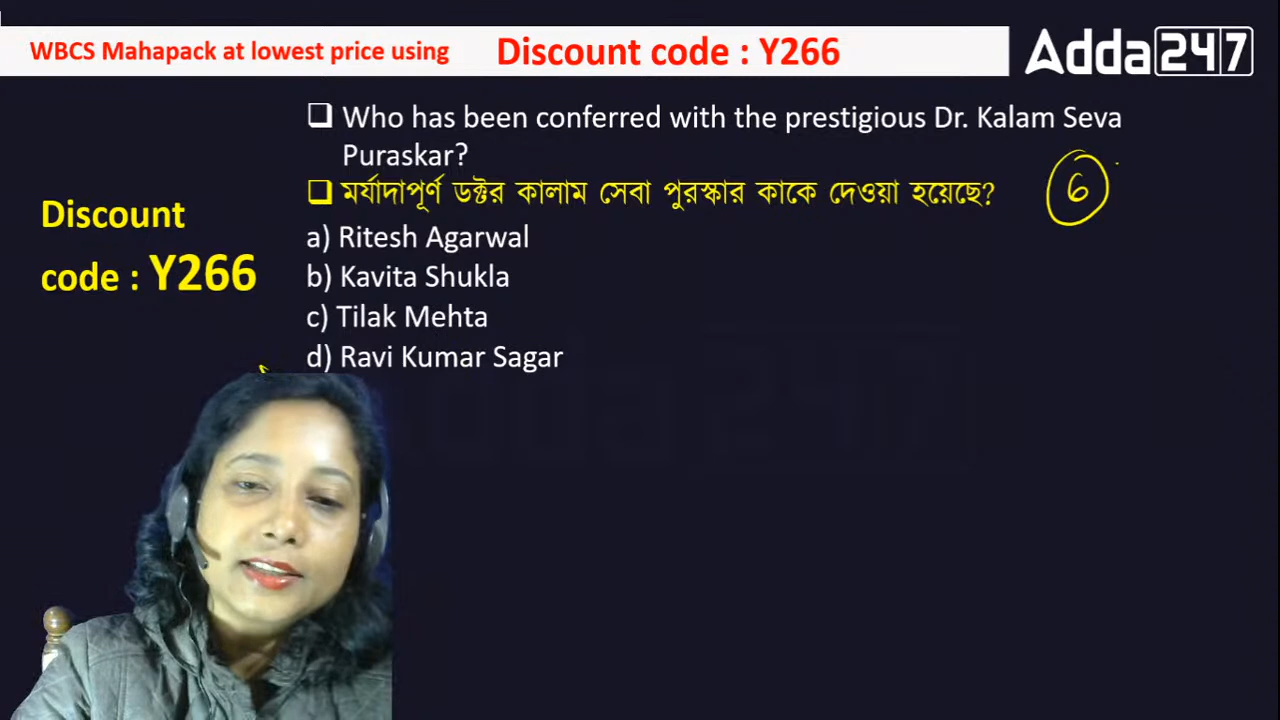 WBCS Mahapack at lowest price using Discount code : Y266
Adda247
Who has been conferred with the prestigious Dr. Kalam Seva
Puraskar?
মর্যাদাপূর্ণ ডক্টর কালাম সেবা পুরস্কার কাকে দেওয়া হয়েছে?
6
a) Ritesh Agarwal
b) Kavita Shukla
c) Tilak Mehta
d) Ravi Kumar Sagar
Discount
code : Y266
Adda247